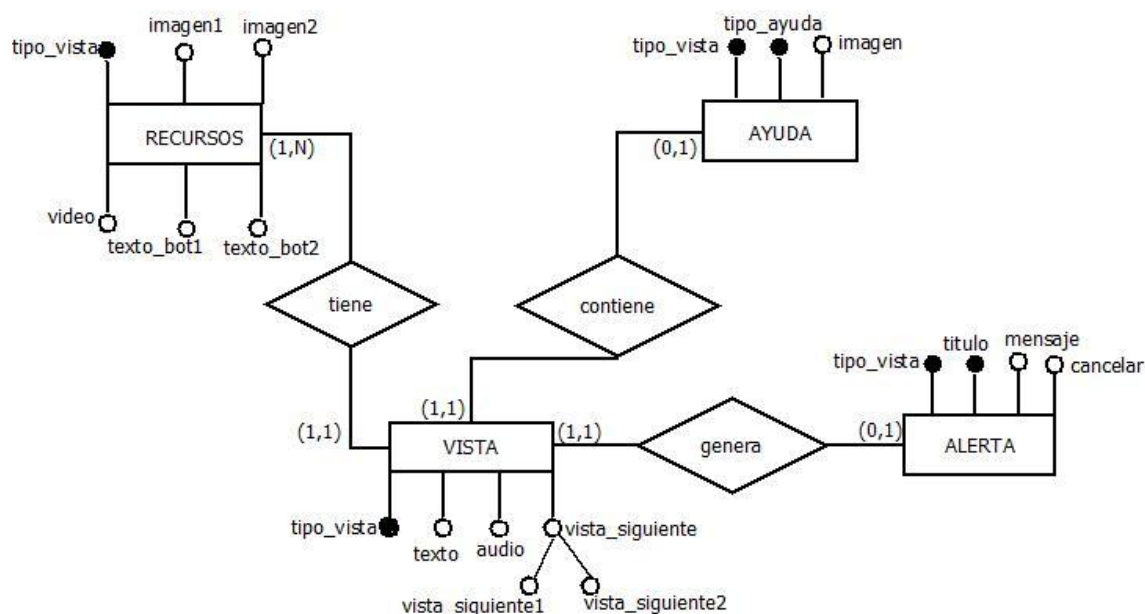 tipo_vista
imagen1
imagen2
RECURSOS
(1,N)
video
texto_bot1
texto_bot2
tipo_vista
tipo_ayuda
imagen
AYUDA
(0,1)
tiene
contiene
(1,1)
(1,1)
VISTA
(1,1)
tipo_vista
texto
audio
vista_siguiente
vista_siguiente1
vista_siguiente2
genera
tipo_vista
titulo
mensaje
cancelar
(0,1)
ALERTA